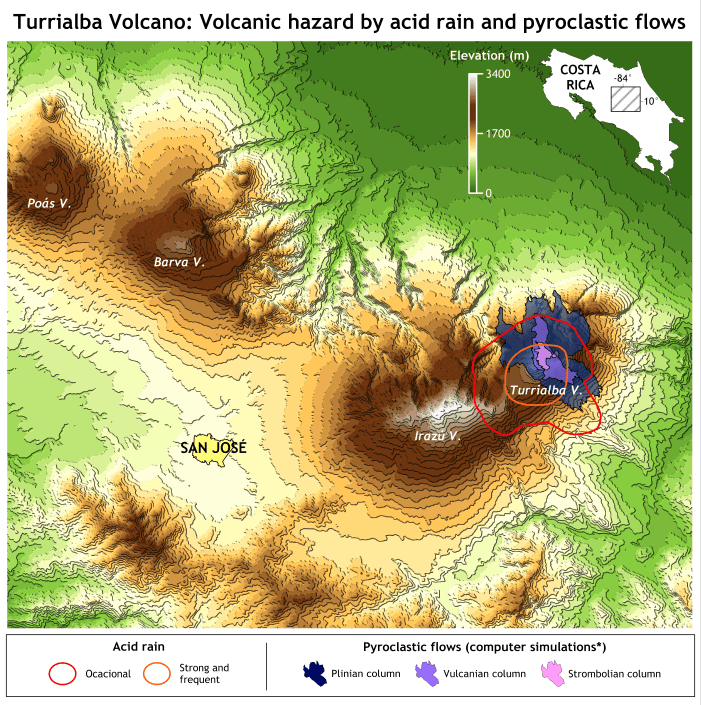 Turrialba Volcano: Volcanic hazard by acid rain and pyroclastic flows
Elevation (m)
3400
1700
0
COSTA
RICA
-84°
10°
Poás V.
Barva V.
Turrialba V.
Irazu V.
SAN JOSÉ
Acid rain
Ocacional
Strong and
frequent
Pyroclastic flows (computer simulations*)
Plinian column
Vulcanian column
Strombolian column